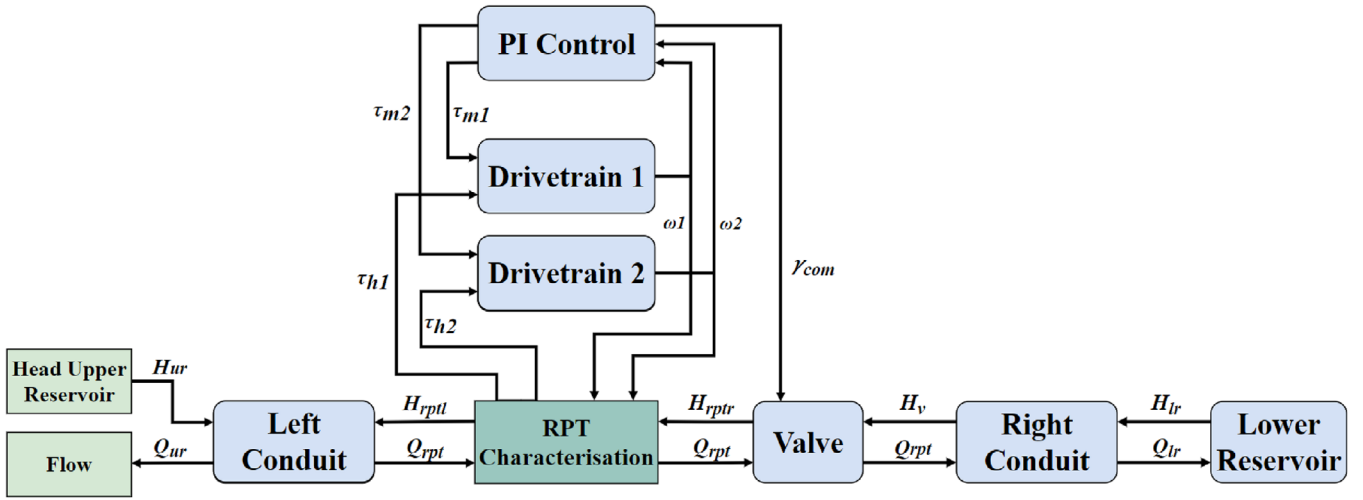 PI Control
τm2
τm1
Drivetrain 1
ω1
ω2
Drivetrain 2
τh1
γcom
τh2
Head Upper
Reservoir
Hur
Left
Conduit
Hrptl
RPT
Characterisation
Hrptr
Valve
Hv
Right
Conduit
Hlr
Lower
Reservoir
Flow
Qur
Qrpt
Qrpt
Qrpt
Qlr